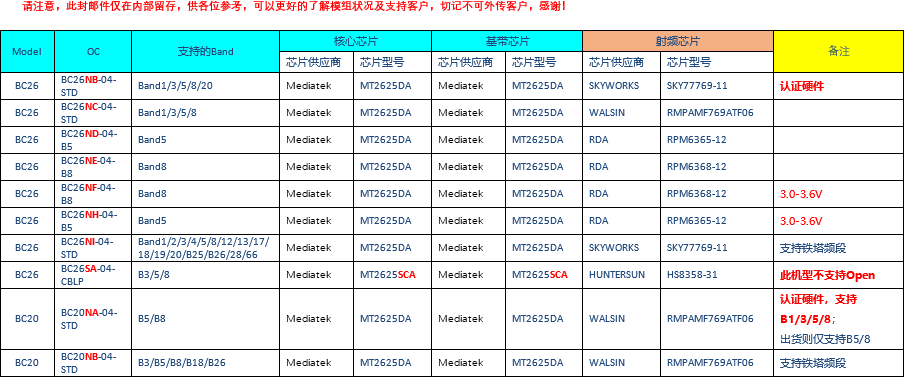 请注意，此封邮件仅在内部留存，供各位参考，可以更好的了解模组状况及支持客户，切记不可外传客户，感谢！
Model OC 支持的Band 核心芯片 基带芯片 射频芯片 备注
芯片供应商 芯片型号 芯片供应商 芯片型号 芯片供应商 芯片型号
BC26 BC26NB-04-STD Band1/3/5/8/20 Mediatek MT2625DA Mediatek MT2625DA SKYWORKS SKY77769-11 认证硬件
BC26 BC26NC-04-STD Band1/3/5/8 Mediatek MT2625DA Mediatek MT2625DA WALSIN RMPAMF769ATF06
BC26 BC26ND-04-B5 Band5 Mediatek MT2625DA Mediatek MT2625DA RDA RPM6365-12
BC26 BC26NE-04-B8 Band8 Mediatek MT2625DA Mediatek MT2625DA RDA RPM6368-12
BC26 BC26NF-04-B8 Band8 Mediatek MT2625DA Mediatek MT2625DA RDA RPM6368-12 3.0-3.6V
BC26 BC26NH-04-B5 Band5 Mediatek MT2625DA Mediatek MT2625DA RDA RPM6365-12 3.0-3.6V
BC26 BC26NI-04-STD Band1/2/3/4/5/8/12/13/17/18/19/20/B25/B26/28/66 Mediatek MT2625DA Mediatek MT2625DA SKYWORKS SKY77769-11 支持铁塔频段
BC26 BC26SA-04-CBLP B3/5/8 Mediatek MT2625SCA Mediatek MT2625SCA HUNTERSUN HS8358-31 此机型不支持Open
BC20 BC20NA-04-STD B5/B8 Mediatek MT2625DA Mediatek MT2625DA WALSIN RMPAMF769ATF06 认证硬件，支持B1/3/5/8；出货则仅支持B5/8
BC20 BC20NB-04-STD B3/B5/B8/B18/B26 Mediatek MT2625DA Mediatek MT2625DA WALSIN RMPAMF769ATF06 支持铁塔频段